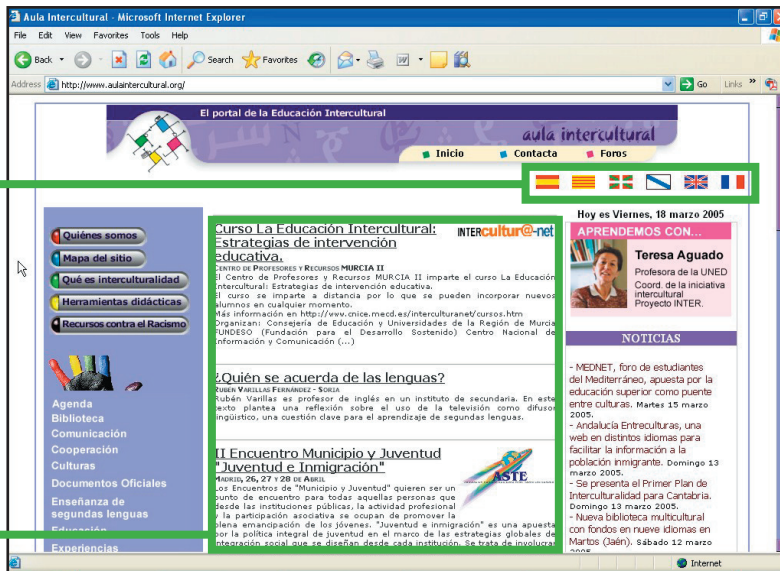 Aula Intercultural - Microsoft Internet Explorer
File Edit View Favorites Tools Help
Back Search Favorites
Address http://www.aulaintercultural.org/ Go Links »
El portal de la Educación Intercultural
aula intercultural
Inicio Contacta Foros
Hoy es Viernes, 18 marzo 2005
Quiénes somos
Mapa del sitio
Qué es interculturalidad
Herramientas didácticas
Recursos contra el Racismo
Agenda
Biblioteca
Comunicación
Cooperación
Culturas
Documentos Oficiales
Enseñanza de
segundas lenguas
Educación
Experiencias
Curso La Educación Intercultural:
Estrategias de intervención
educativa.
INTERcultur@-net
CENTRO DE PROFESORES Y RECURSOS MURCIA II
El Centro de Profesores y Recursos MURCIA II imparte el curso La Educación
Intercultural: Estrategias de intervención educativa.
El curso se imparte a distancia por lo que se pueden incorporar nuevos
alumnos en cualquier momento.
Más información en http://www.cnice.mecd.es/interculturanet/cursos.htm
Organizan: Consejería de Educación y Universidades de la Región de Murcia
FUNDESO (Fundación para el Desarrollo Sostenido) Centro Nacional de
Información y Comunicación (...)
¿Quién se acuerda de las lenguas?
RUBÉN VARILLAS FERNÁNDEZ - SORIA
Rubén Varillas es profesor de inglés en un instituto de secundaria. En este
texto plantea una reflexión sobre el uso de la televisión como difusor
lingüístico, una cuestión clave para el aprendizaje de segundas lenguas.
II Encuentro Municipio y Juventud
"Juventud e Inmigración"
MADRID, 26, 27 Y 28 DE ABRIL
ASTE
Los Encuentros de "Municipio y Juventud" quieren ser un
punto de encuentro para todas aquellas personas que
desde las instituciones públicas, la actividad profesional
y la participación asociativa se ocupan de promover la
plena emancipación de los jóvenes. "Juventud e inmigración" es una apuesta
por la política integral de juventud en el marco de las estrategias globales de
integración social que se diseñan desde cada institución. Se trata de involucrar
APRENDEMOS CON...
Teresa Aguado
Profesora de la UNED
Coord. de la iniciativa
intercultural
Proyecto INTER.
NOTICIAS
- MEDNET, foro de estudiantes
del Mediterráneo, apuesta por la
educación superior como puente
entre culturas. Martes 15 marzo
2005.
- Andalucía Entreculturas, una
web en distintos idiomas para
facilitar la información a la
población inmigrante. Domingo 13
marzo 2005.
- Se presenta el Primer Plan de
Interculturalidad para Cantabria.
Domingo 13 marzo 2005.
- Nueva biblioteca multicultural
con fondos en nueve idiomas en
Martos (Jaén). Sábado 12 marzo
2005.
Internet